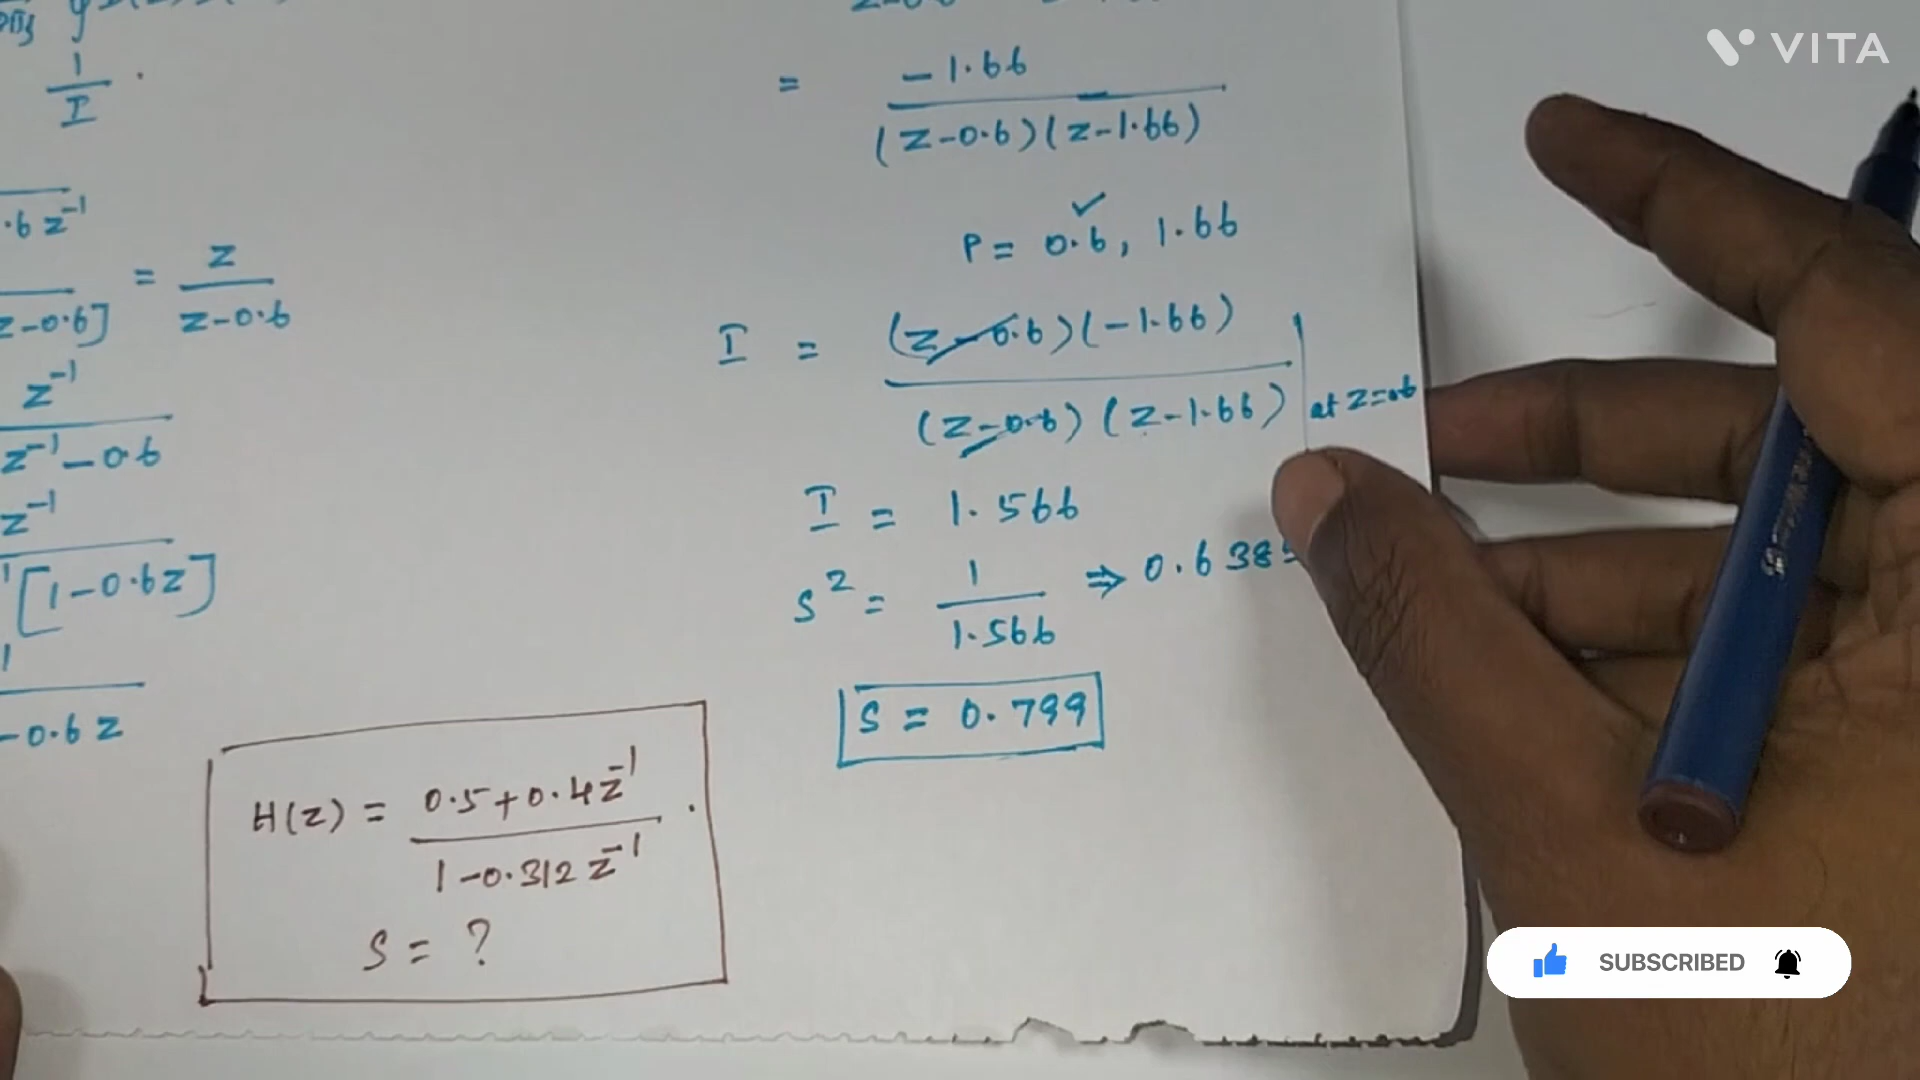 VITA
1
I
.6 z^-1
z-0.6] = z
z-0.6
z^-1
z^-1 - 0.6
z^-1
[1-0.6z]
1
-0.6 z
= -1.66
(z-0.6)(z-1.66)
✓
P = 0.6, 1.66
I = (z-0.6)(-1.66)
(z-0.6)(z-1.66) at z=0.6
I = 1.566
s^2 = 1 ⇒ 0.638
1.566
S = 0.799
H(z) = 0.5+0.4z^-1 .
1-0.312 z^-1
S = ?
SUBSCRIBED